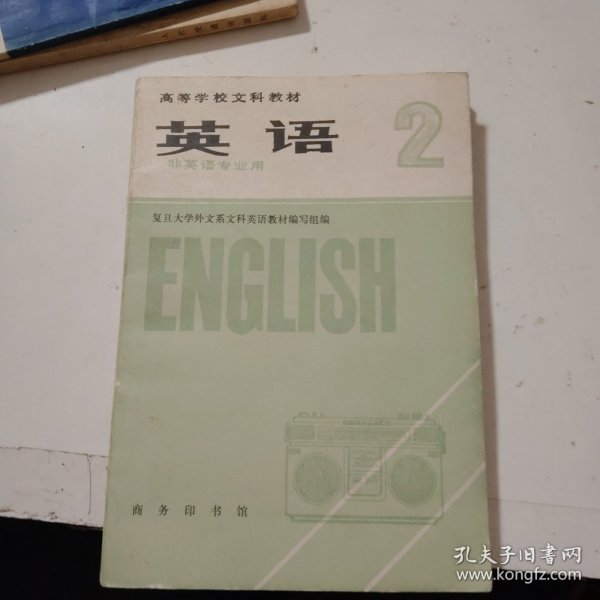 高等学校文科教材
英语
2
非英语专业用
复旦大学外文系文科英语教材编写组编
ENGLISH
商务印书馆
孔夫子旧书网
www.kongfz.com